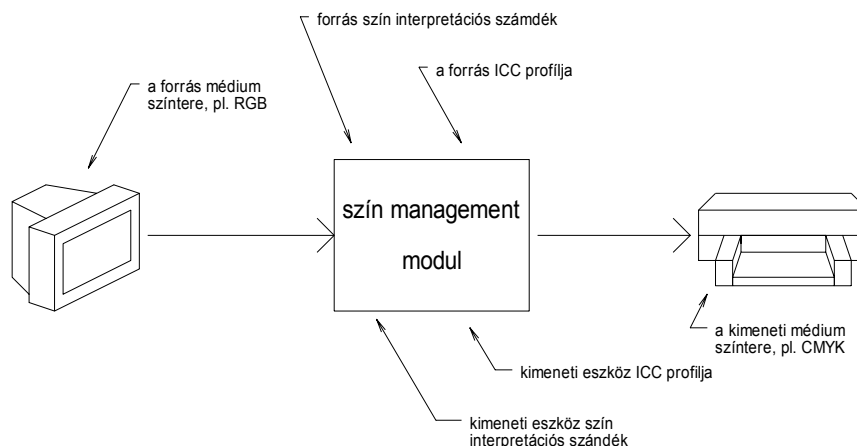 forrás szín interpretációs számdék
a forrás ICC profílja
a forrás médium
színtere, pl. RGB
szín management
modul
a kimeneti médium
színtere, pl. CMYK
kimeneti eszköz ICC profilja
kimeneti eszköz szín
interpretációs szándék